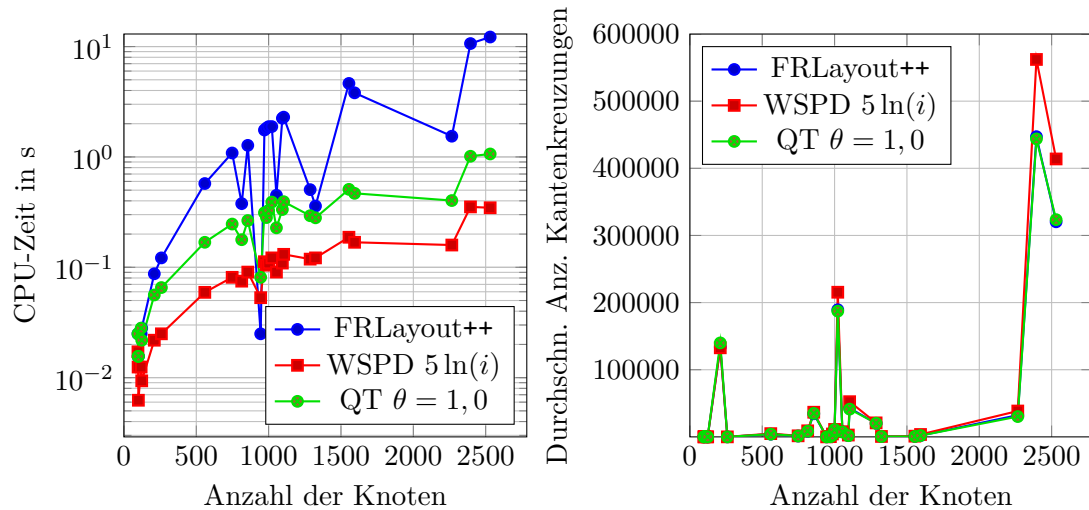 CPU-Zeit in s
10^1
10^0
10^{-1}
10^{-2}
0
500
1000
1500
2000
2500
Anzahl der Knoten
FRLayout++
WSPD 5 ln(i)
QT θ = 1,0
Durchschn. Anz. Kantenkreuzungen
600000
500000
400000
300000
200000
100000
0
500
1000
1500
2000
2500
Anzahl der Knoten
FRLayout++
WSPD 5 ln(i)
QT θ = 1,0